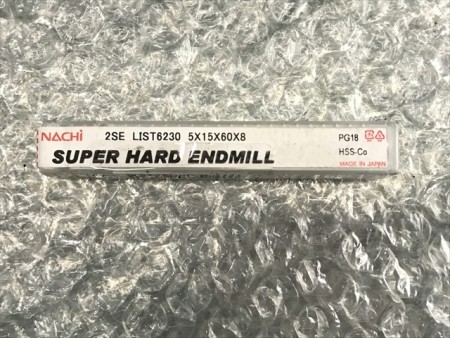 NACHi 2SE LIST6230 5X15X60X8 PG18
SUPER HARD ENDMILL HSS-Co
MADE IN JAPAN